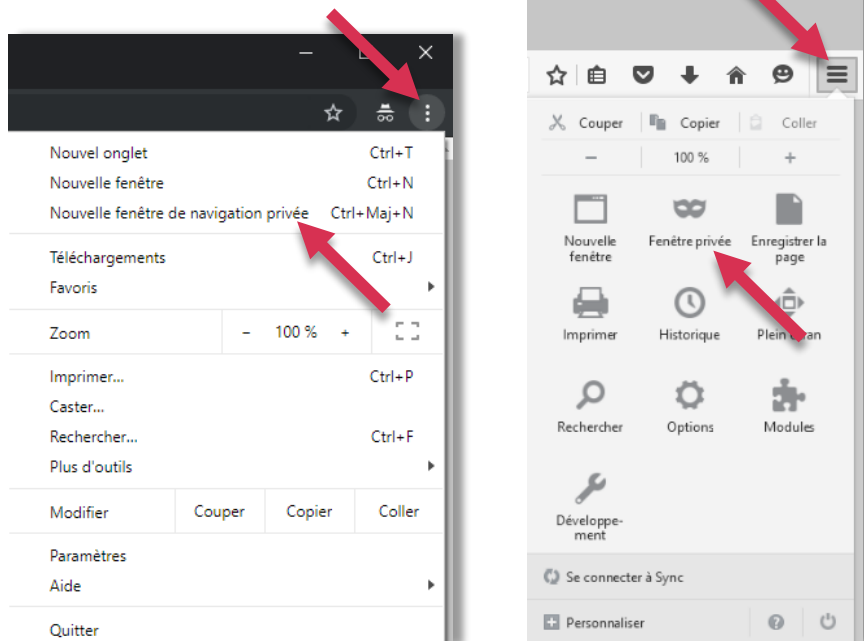 Nouvel onglet Ctrl+T
Nouvelle fenêtre Ctrl+N
Nouvelle fenêtre de navigation privée Ctrl+Maj+N
Téléchargements Ctrl+J
Favoris
Zoom - 100 % +
Imprimer... Ctrl+P
Caster...
Rechercher... Ctrl+F
Plus d'outils
Modifier Couper Copier Coller
Paramètres
Aide
Quitter
Couper Copier Coller
− 100 % +
Nouvelle
fenêtre
Fenêtre privée
Enregistrer la
page
Imprimer
Historique
Plein
Rechercher
Options
Modules
Développe-
ment
Se connecter à Sync
Personnaliser ?